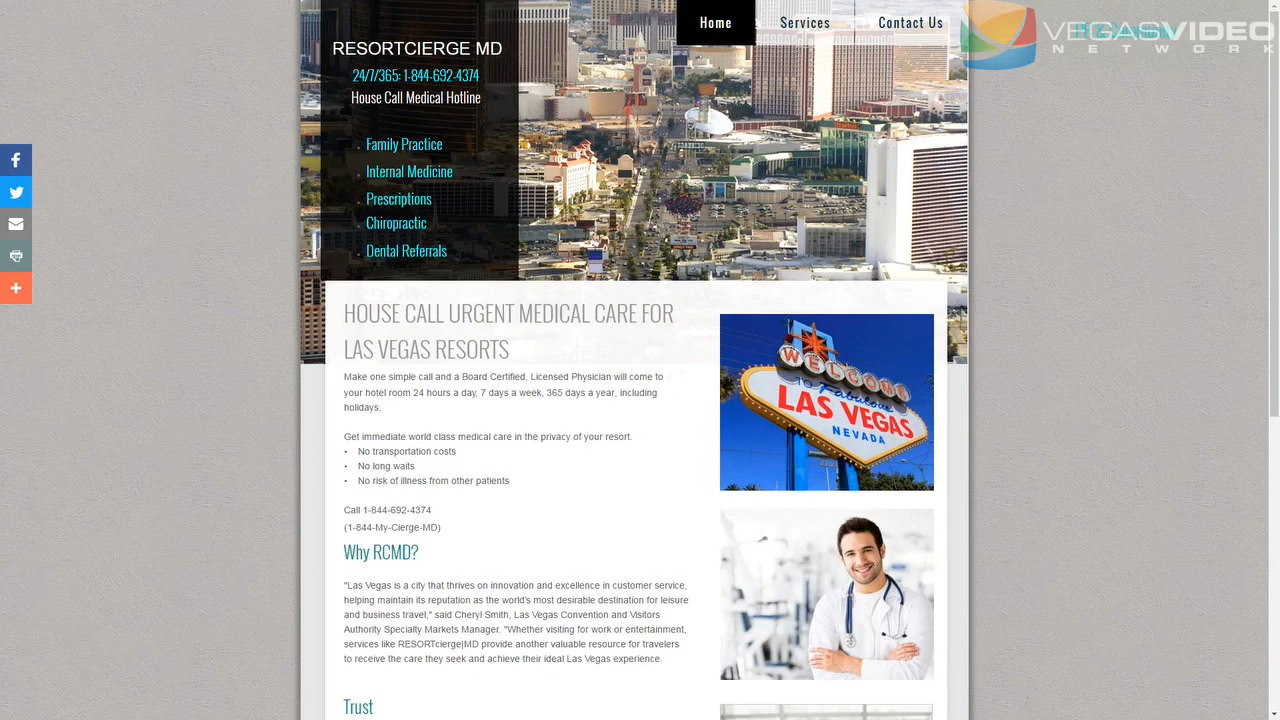 Home
Services
Contact Us
VEGASVIDEO
NETWORK
RESORTCIERGE MD
24/7/365: 1-844-692-4374
House Call Medical Hotline
Family Practice
Internal Medicine
Prescriptions
Chiropractic
Dental Referrals
HOUSE CALL URGENT MEDICAL CARE FOR
LAS VEGAS RESORTS
Make one simple call and a Board Certified, Licensed Physician will come to
your hotel room 24 hours a day, 7 days a week, 365 days a year, including
holidays.
Get immediate world class medical care in the privacy of your resort.
• No transportation costs
• No long waits
• No risk of illness from other patients
Call 1-844-692-4374
(1-844-My-Cierge-MD)
Why RCMD?
"Las Vegas is a city that thrives on innovation and excellence in customer service,
helping maintain its reputation as the world's most desirable destination for leisure
and business travel," said Cheryl Smith, Las Vegas Convention and Visitors
Authority Specialty Markets Manager. "Whether visiting for work or entertainment,
services like RESORTcierge|MD provide another valuable resource for travelers
to receive the care they seek and achieve their ideal Las Vegas experience.
Trust
WELCOME
TO Fabulous
LAS VEGAS
NEVADA